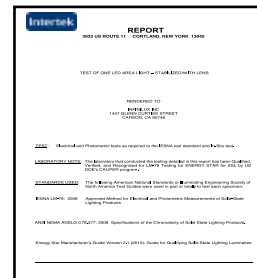 Intertek
REPORT
3933 US ROUTE 11 CORTLAND, NEW YORK 13045
TEST OF ONE LED AREA LIGHT – STABILIZED WITH LENS
RENDERED TO
INFINILUX INC
1457 GLENN CURTISS STREET
CARSON, CA 90746
TEST: Electrical and Photometric tests as required to the IESNA test standard and In-Situ test.
LABORATORY NOTE: The laboratory that conducted the testing detailed in this report has been Qualified,
Verified, and Recognized for LM-79 Testing for ENERGY STAR for SSL by US
DOE's CALiPER program.
STANDARDS USED: The following American National Standards or Illuminating Engineering Society of
North America Test Guides were used in part or totally to test each specimen:
IESNA LM-79: 2008 Approved Method for Electrical and Photometric Measurements of Solid-State
Lighting Products.
ANSI NEMA ANSLG C78.377: 2008 Specifications of the Chromaticity of Solid State Lighting Products.
Energy Star Manufacturer's Guide Version 2.1 (2010): Guide for Qualifying Solid State Lighting Luminaires